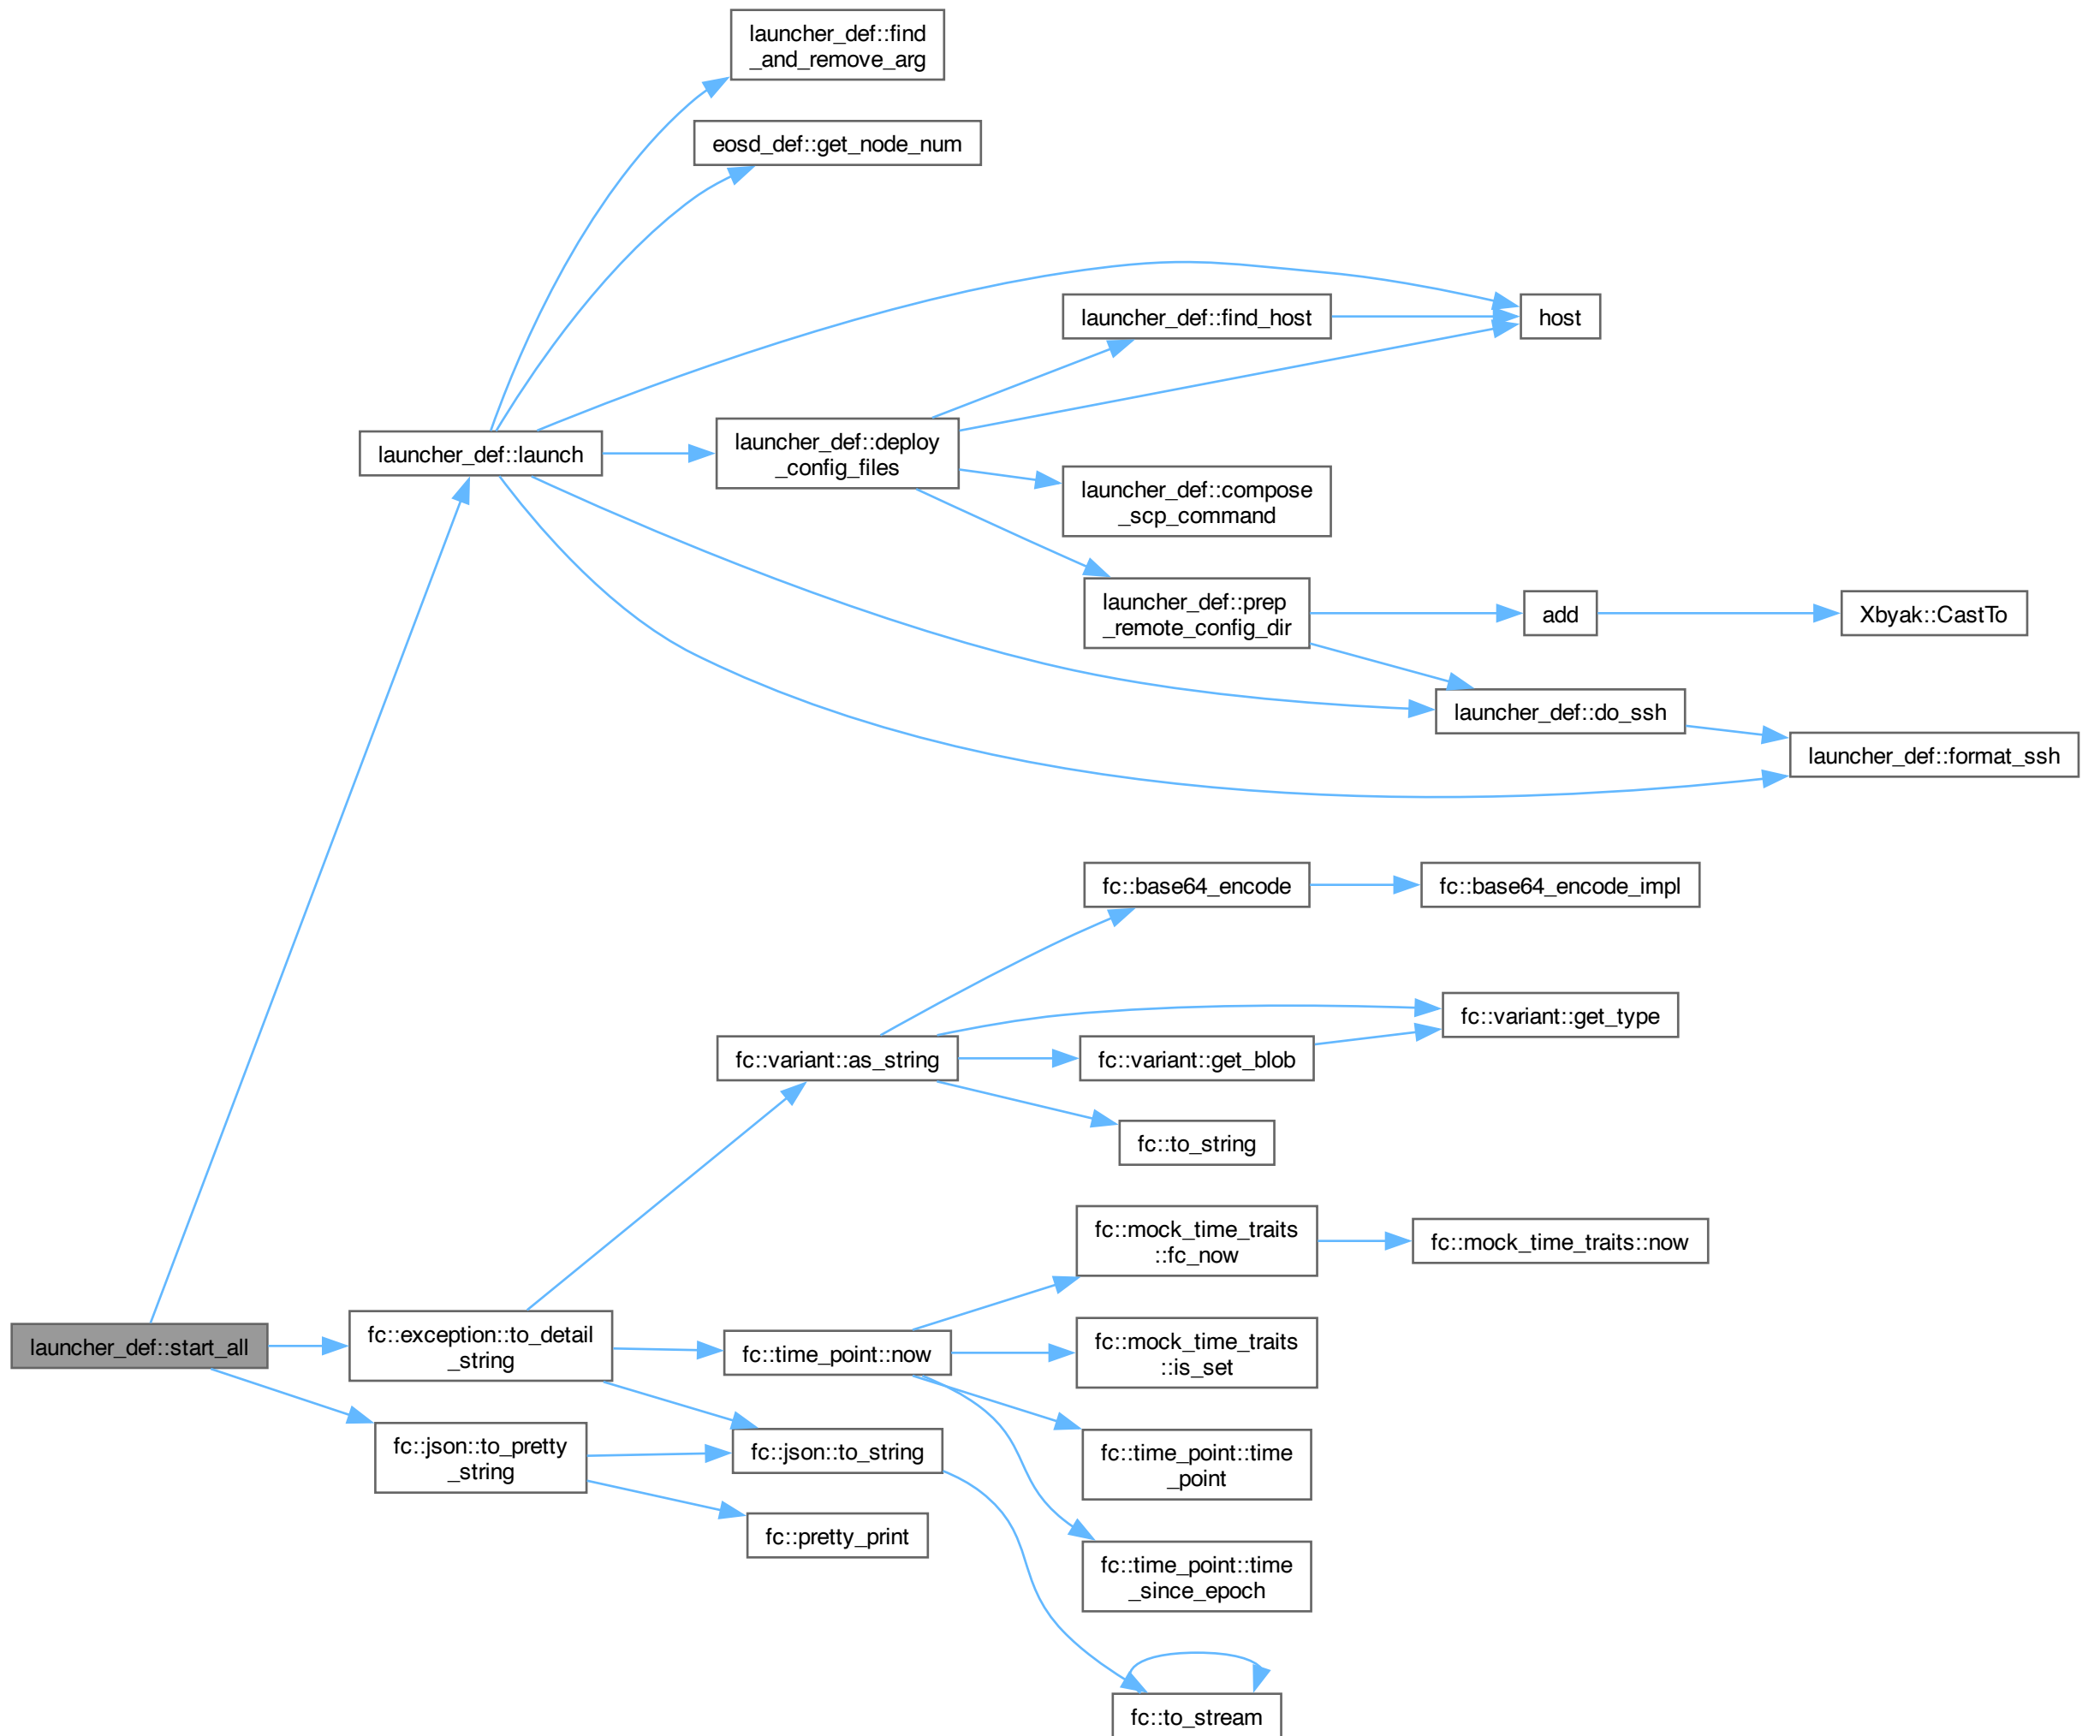 launcher_def::find
_and_remove_arg
eosd_def::get_node_num
launcher_def::find_host
host
launcher_def::launch
launcher_def::deploy
_config_files
launcher_def::compose
_scp_command
launcher_def::prep
_remote_config_dir
add
Xbyak::CastTo
launcher_def::do_ssh
launcher_def::format_ssh
fc::base64_encode
fc::base64_encode_impl
fc::variant::get_type
fc::variant::as_string
fc::variant::get_blob
fc::to_string
fc::mock_time_traits
::fc_now
fc::mock_time_traits::now
launcher_def::start_all
fc::exception::to_detail
_string
fc::time_point::now
fc::mock_time_traits
::is_set
fc::json::to_pretty
_string
fc::json::to_string
fc::time_point::time
_point
fc::pretty_print
fc::time_point::time
_since_epoch
fc::to_stream